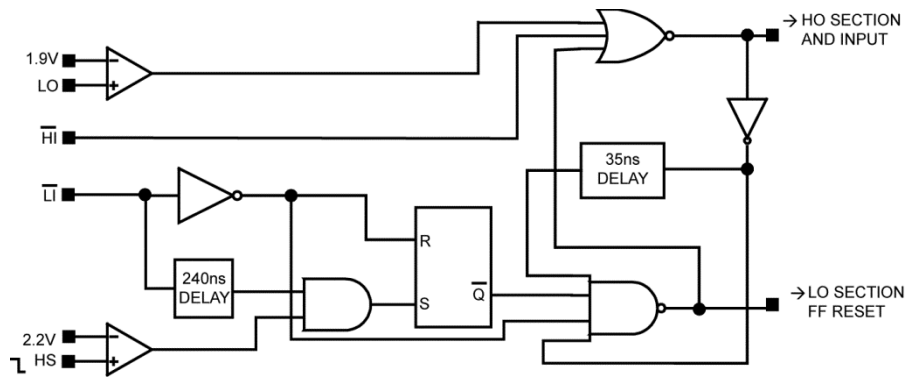 → HO SECTION
AND INPUT
1.9V
LO
HI
35ns
DELAY
LI
R
240ns
DELAY
S
Q
→ LO SECTION
FF RESET
2.2V
HS